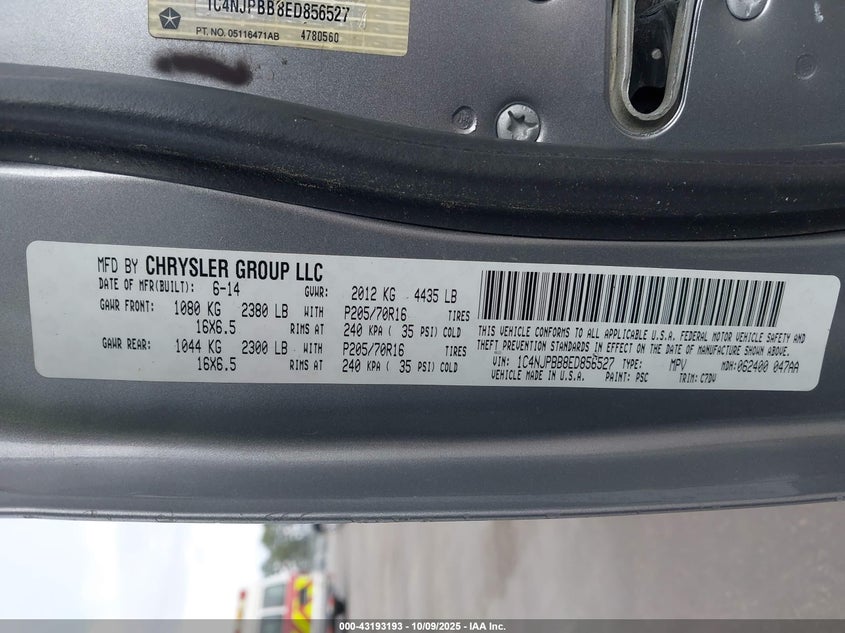 1C4NJPBB8ED856527
PT. NO. 05116471AB 4780560
MFD BY CHRYSLER GROUP LLC
DATE OF MFR(BUILT): 6-14 GVWR: 2012 KG 4435 LB
GAWR FRONT: 1080 KG 2380 LB WITH P205/70R16 TIRES
16X6.5 RIMS AT 240 KPA ( 35 PSI) COLD
GAWR REAR: 1044 KG 2300 LB WITH P205/70R16 TIRES
16X6.5 RIMS AT 240 KPA ( 35 PSI) COLD
THIS VEHICLE CONFORMS TO ALL APPLICABLE U.S.A. FEDERAL MOTOR VEHICLE SAFETY AND
THEFT PREVENTION STANDARDS IN EFFECT ON THE DATE OF MANUFACTURE SHOWN ABOVE.
VIN: 1C4NJPBB8ED856527 TYPE: MPV MDH: 062400 047AA
VEHICLE MADE IN U.S.A. PAINT: PSC TRIM: C7DV
000-43193193 - 10/09/2025 - IAA Inc.